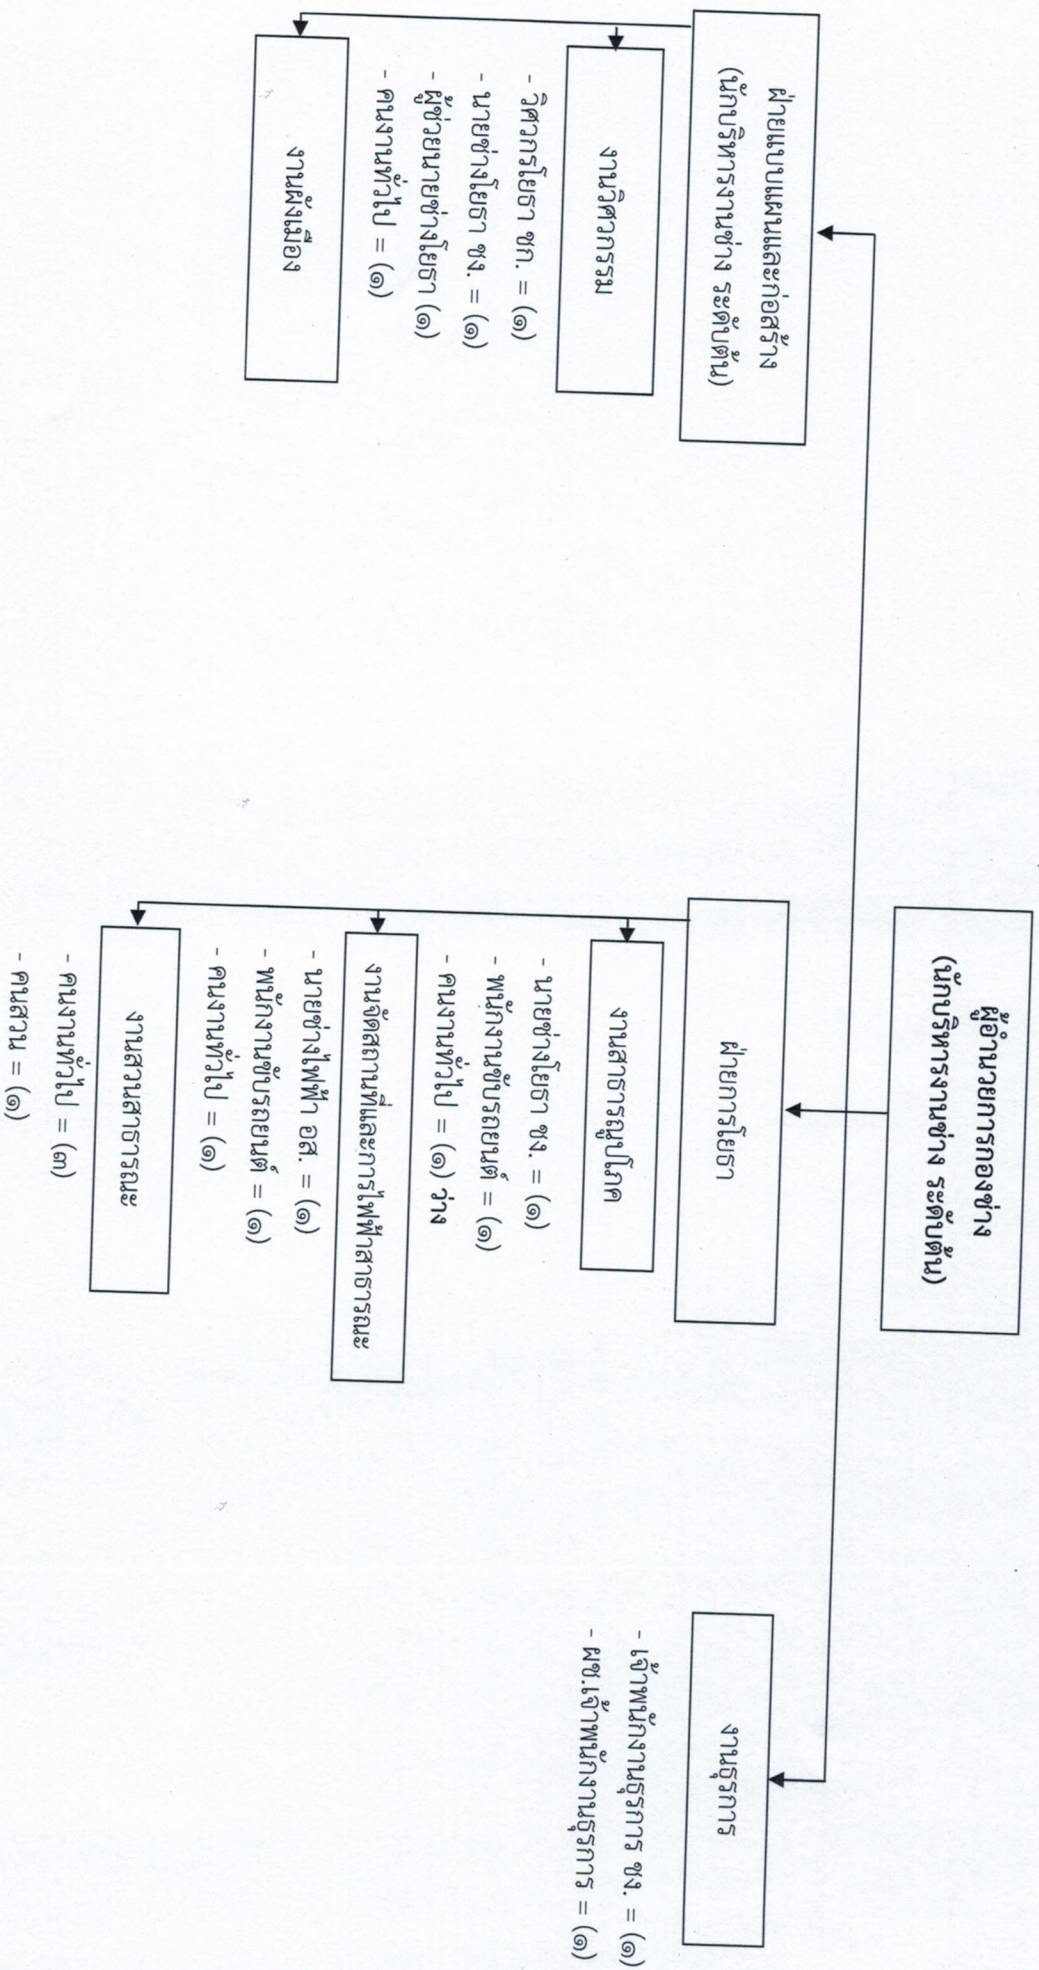 ผู้อำนวยการกองช่าง
(นักบริหารงานช่าง ระดับต้น)
ฝ่ายแบบแผนและก่อสร้าง
(นักบริหารงานช่าง ระดับต้น)
งานวิศวกรรม
- วิศวกรโยธา ชก. = (๑)
- นายช่างโยธา ชง. = (๑)
- ผู้ช่วยนายช่างโยธา (๑)
- คนงานทั่วไป = (๑)
งานผังเมือง
ฝ่ายการโยธา
งานสาธารณูปโภค
- นายช่างโยธา ชง. = (๑)
- พนักงานขับรถยนต์ = (๑)
- คนงานทั่วไป = (๑) ว่าง
งานจัดสถานที่และการไฟฟ้าสาธารณะ
- นายช่างไฟฟ้า อส. = (๑)
- พนักงานขับรถยนต์ = (๑)
- คนงานทั่วไป = (๑)
งานสวนสาธารณะ
- คนงานทั่วไป = (๓)
- คนสวน = (๑)
งานธุรการ
- เจ้าพนักงานธุรการ ชง. = (๑)
- ผช.เจ้าพนักงานธุรการ = (๑)